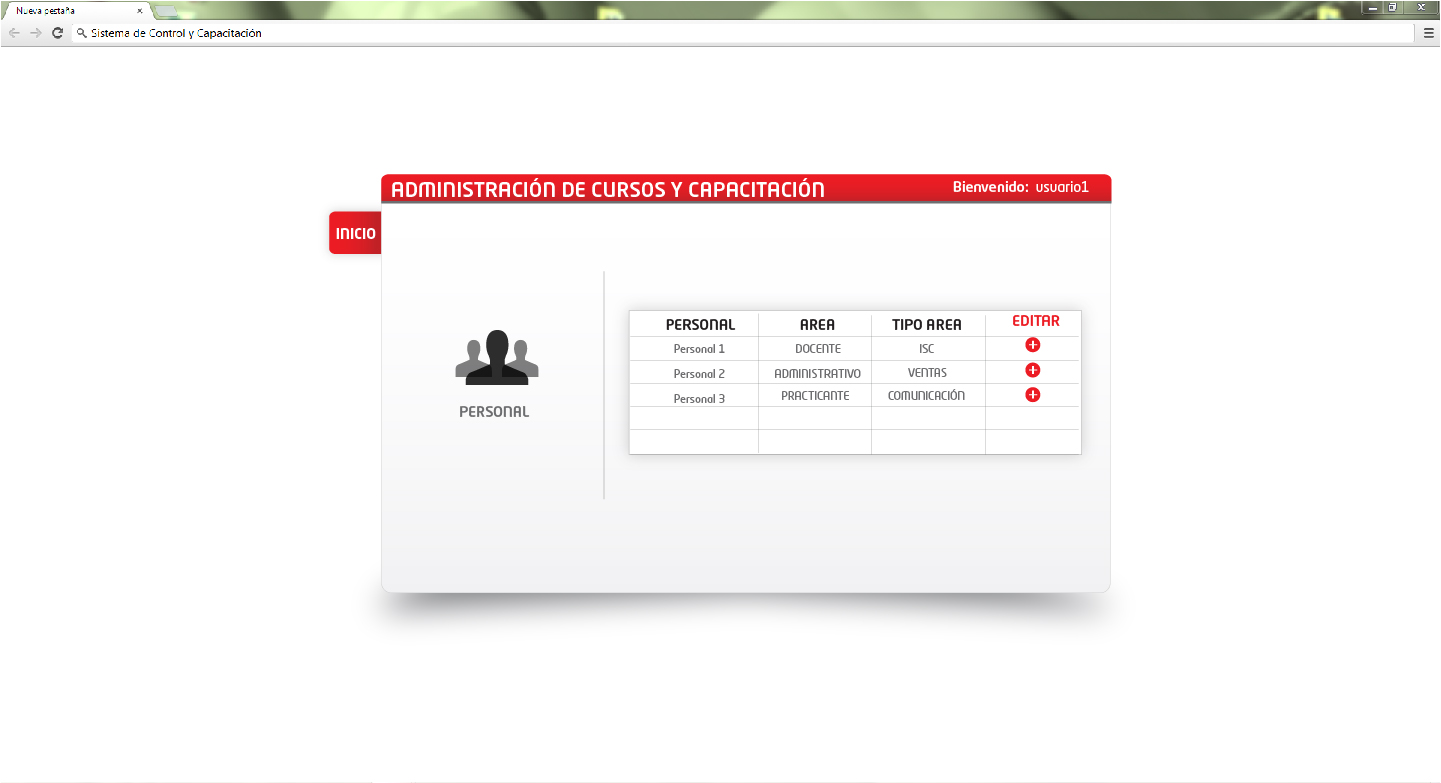 Nueva pestaña
Sistema de Control y Capacitación
ADMINISTRACIÓN DE CURSOS Y CAPACITACIÓN Bienvenido: usuario1
INICIO
PERSONAL AREA TIPO AREA EDITAR
Personal 1 DOCENTE ISC
Personal 2 ADMINISTRATIVO VENTAS
Personal 3 PRACTICANTE COMUNICACIÓN
PERSONAL